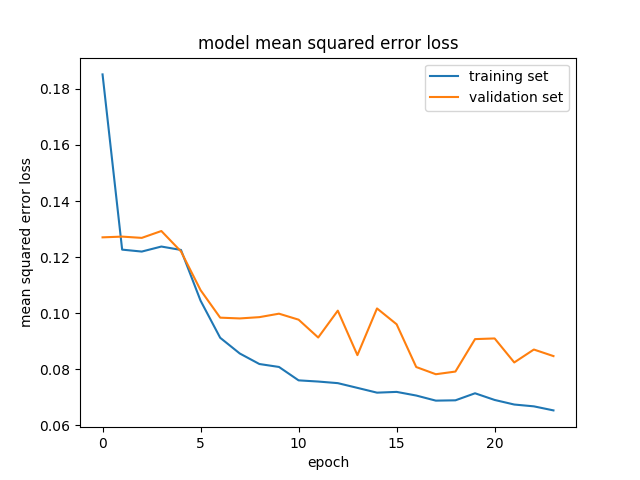 model mean squared error loss
training set
validation set
mean squared error loss
0.18
0.16
0.14
0.12
0.10
0.08
0.06
0 5 10 15 20
epoch